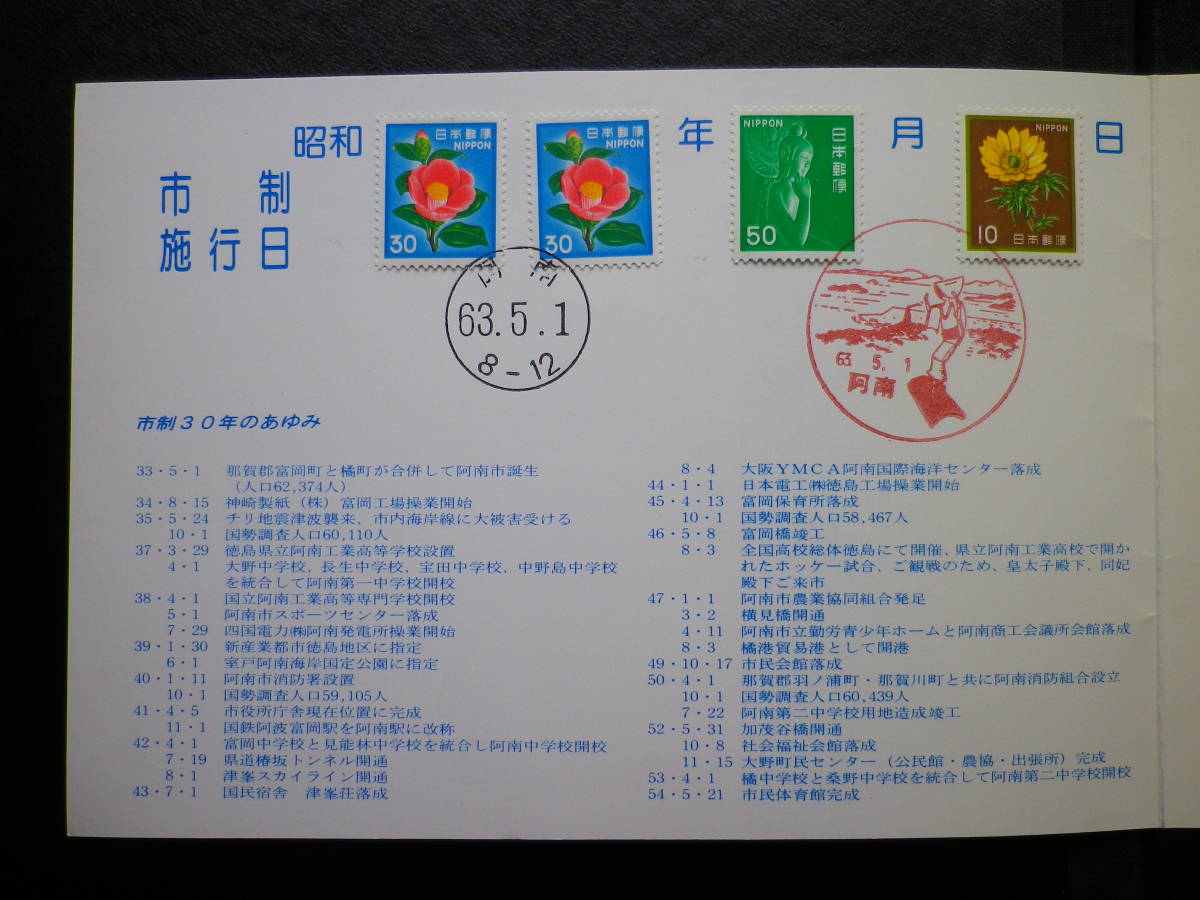 昭和 年 月 日
日本郵便
NIPPON
30
日本郵便
NIPPON
30
NIPPON
日本郵便
50
NIPPON
10 日本郵便
市制
施行日
63.5.1
8-12
63.5.1
阿南
市制30年のあゆみ
33・5・1 那賀郡富岡町と橘町が合併して阿南市誕生
(人口62,374人)
34・8・15 神崎製紙(株)富岡工場操業開始
35・5・24 チリ地震津波襲来、市内海岸線に大被害受ける
10・1 国勢調査人口60,110人
37・3・29 徳島県立阿南工業高等学校設置
4・1 大野中学校、長生中学校、宝田中学校、中野島中学校
を統合して阿南第一中学校開校
38・4・1 国立阿南工業高等専門学校開校
5・1 阿南市スポーツセンター落成
7・29 四国電力㈱阿南発電所操業開始
39・1・30 新産業都市徳島地区に指定
6・1 室戸阿南海岸国定公園に指定
40・1・11 阿南市消防署設置
10・1 国勢調査人口59,105人
41・4・5 市役所庁舎現在位置に完成
11・1 国鉄阿波富岡駅を阿南駅に改称
42・4・1 富岡中学校と見能林中学校を統合し阿南中学校開校
7・19 県道椿坂トンネル開通
8・1 津峯スカイライン開通
43・7・1 国民宿舎 津峯荘落成
8・4 大阪YMCA阿南国際海洋センター落成
44・1・1 日本電工㈱徳島工場操業開始
45・4・13 富岡保育所落成
10・1 国勢調査人口58,467人
46・5・8 富岡橋竣工
8・3 全国高校総体徳島にて開催、県立阿南工業高校で開か
れたホッケー試合、ご観戦のため、皇太子殿下、同妃
殿下ご来市
47・1・1 阿南市農業協同組合発足
3・2 横見橋開通
4・11 阿南市立勤労青少年ホームと阿南商工会議所会館落成
8・3 橘港貿易港として開港
49・10・17 市民会館落成
50・4・1 那賀郡羽ノ浦町・那賀川町と共に阿南消防組合設立
10・1 国勢調査人口60,439人
7・22 阿南第二中学校用地造成竣工
52・5・31 加茂谷橋開通
10・8 社会福祉会館落成
11・15 大野町民センター(公民館・農協・出張所)完成
53・4・1 橘中学校と桑野中学校を統合して阿南第二中学校開校
54・5・21 市民体育館完成